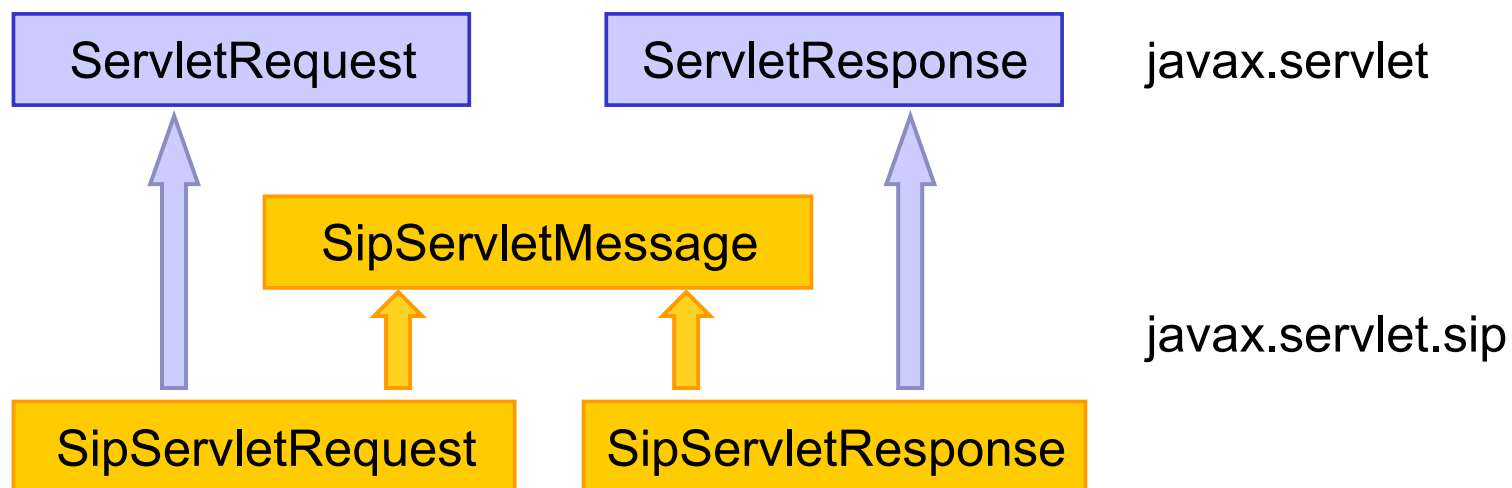 ServletRequest
ServletResponse
javax.servlet
SipServletMessage
javax.servlet.sip
SipServletRequest
SipServletResponse